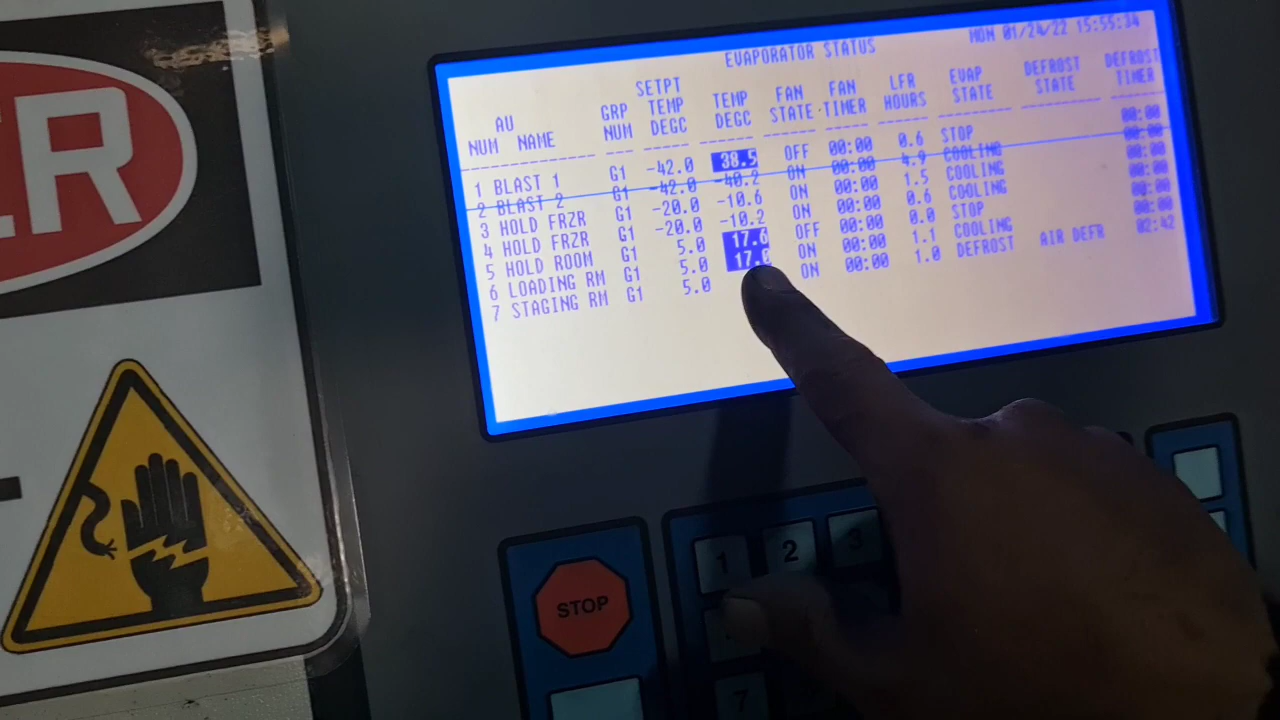 ER
MON 01/24/22 15:55:34
EVAPORATOR STATUS
AU
NUM NAME
GRP
NUM
SETPT
TEMP
DEGC
TEMP
DEGC
FAN
STATE
FAN
TIMER
LFR
HOURS
EVAP
STATE
DEFROST
STATE
DEFROST
TIMER
1 BLAST 1 G1 -42.0 38.5 OFF 00:00 0.6 STOP 00:00
2 BLAST 2 G1 -42.0 -40.2 ON 00:00 4.9 COOLING 00:00
3 HOLD FRZR G1 -20.0 -10.6 ON 00:00 1.5 COOLING 00:00
4 HOLD FRZR G1 -20.0 -10.2 ON 00:00 0.6 COOLING 00:00
5 HOLD ROOM G1 5.0 17.6 OFF 00:00 0.0 STOP 00:00
6 LOADING RM G1 5.0 ON 00:00 1.1 COOLING 00:00
7 STAGING RM G1 5.0 ON 00:00 1.0 DEFROST AIR DEFR 02:42
STOP
1 2 3
7